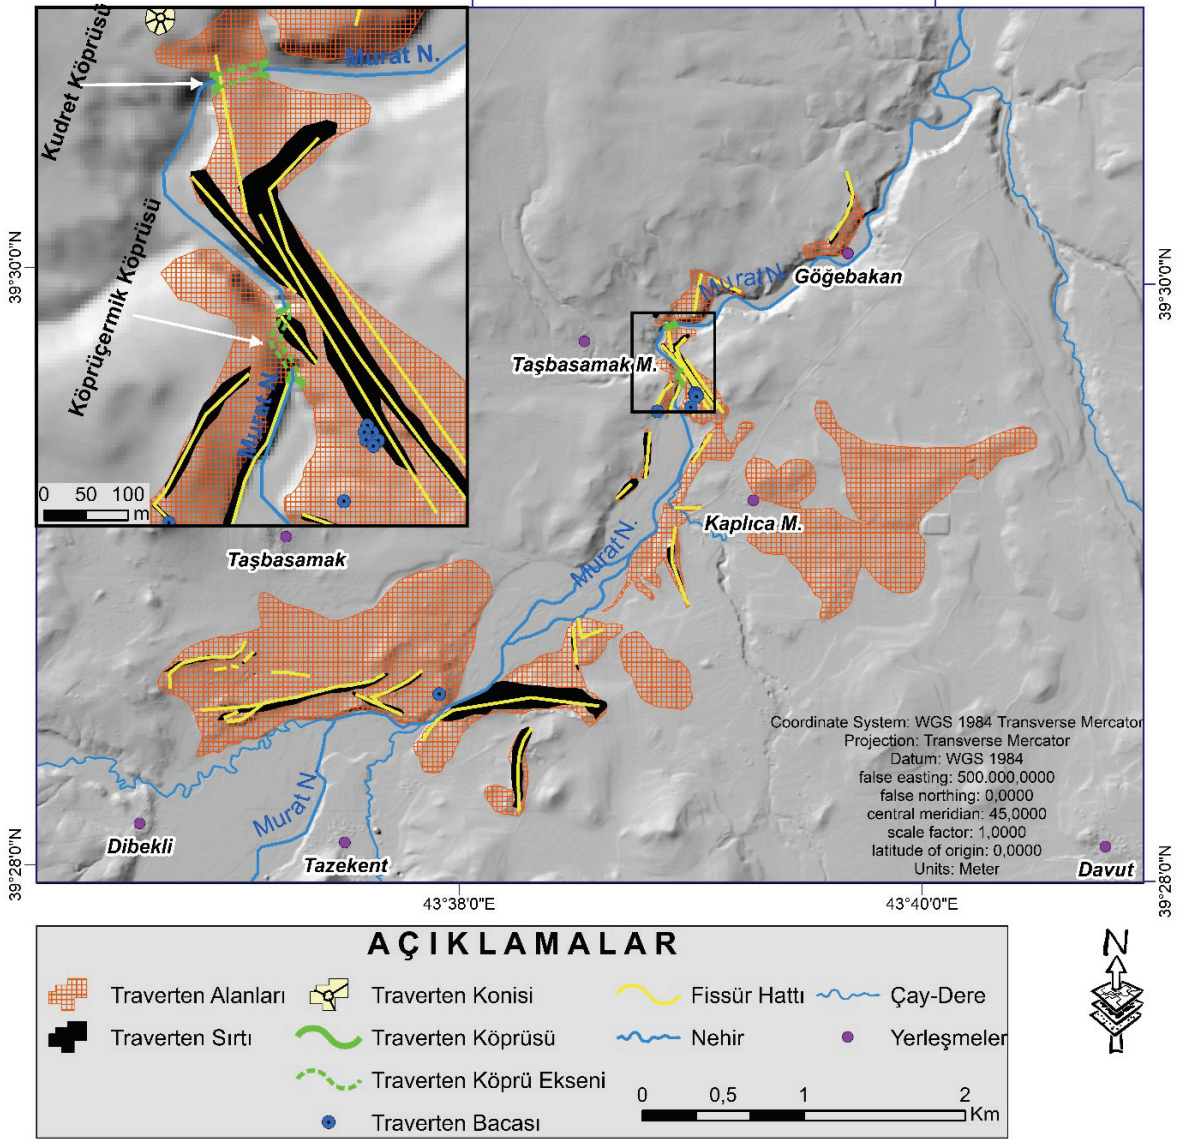 Kudret Köprüsü
Murat N.
Köprüçermik Köprüsü
Murat N.
0 50 100
m
39°30'0"N
39°30'0"N
Murat N.
Göğebakan
Taşbasamak M.
Kaplıca M.
Taşbasamak
Murat N.
Coordinate System: WGS 1984 Transverse Mercator
Projection: Transverse Mercator
Datum: WGS 1984
false easting: 500.000,0000
false northing: 0,0000
central meridian: 45,0000
scale factor: 1,0000
latitude of origin: 0,0000
Units: Meter
Murat N.
Dibekli
Tazekent
Davut
39°28'0"N
39°28'0"N
43°38'0"E
43°40'0"E
AÇIKLAMALAR
Traverten Alanları
Traverten Konisi
Fissür Hattı
Çay-Dere
Traverten Sırtı
Traverten Köprüsü
Nehir
Yerleşmeler
Traverten Köprü Ekseni
Traverten Bacası
0 0,5 1 2
Km
N